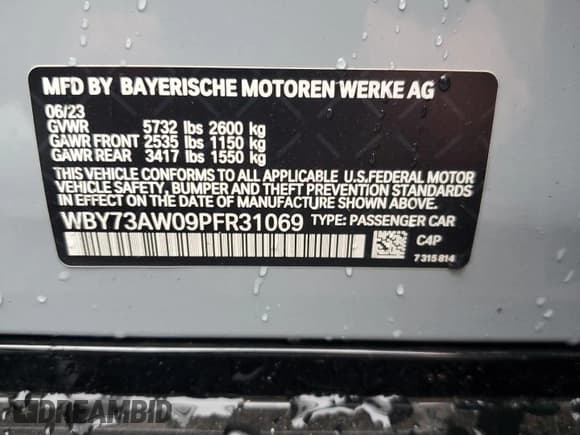 MFD BY BAYERISCHE MOTOREN WERKE AG
06/23
GVWR 5732 lbs 2600 kg
GAWR FRONT 2535 lbs 1150 kg
GAWR REAR 3417 lbs 1550 kg
THIS VEHICLE CONFORMS TO ALL APPLICABLE U.S.FEDERAL MOTOR
VEHICLE SAFETY, BUMPER, AND THEFT PREVENTION STANDARDS
IN EFFECT ON THE DATE OF MANUFACTURE SHOWN ABOVE.
WBY73AW09PFR31069 TYPE: PASSENGER CAR
C4P
7 315 814
DREAMBID